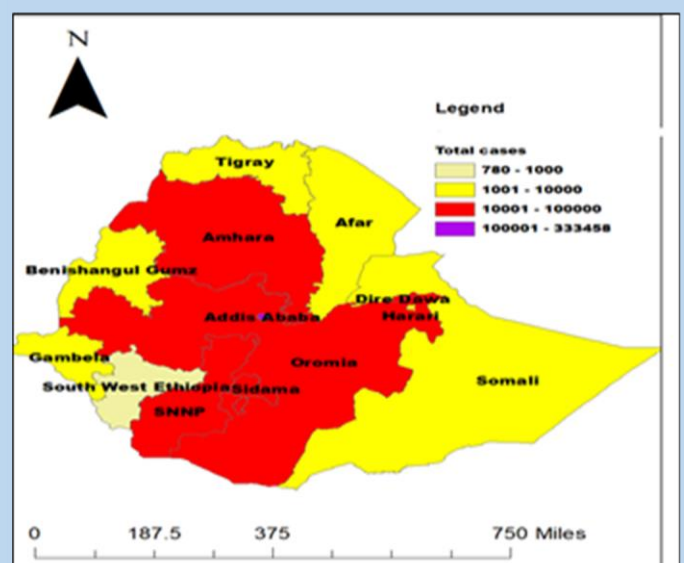 N
Legend
Total cases
780 - 1000
1001 - 10000
10001 - 100000
100001 - 333458
Tigray
Afar
Amhara
Benishangul Gumz
Dire Dawa
Addis Ababa
Harari
Gambela
Oromia
South West Ethiopia
Sidama
Somali
SNNP
0 187.5 375 750 Miles